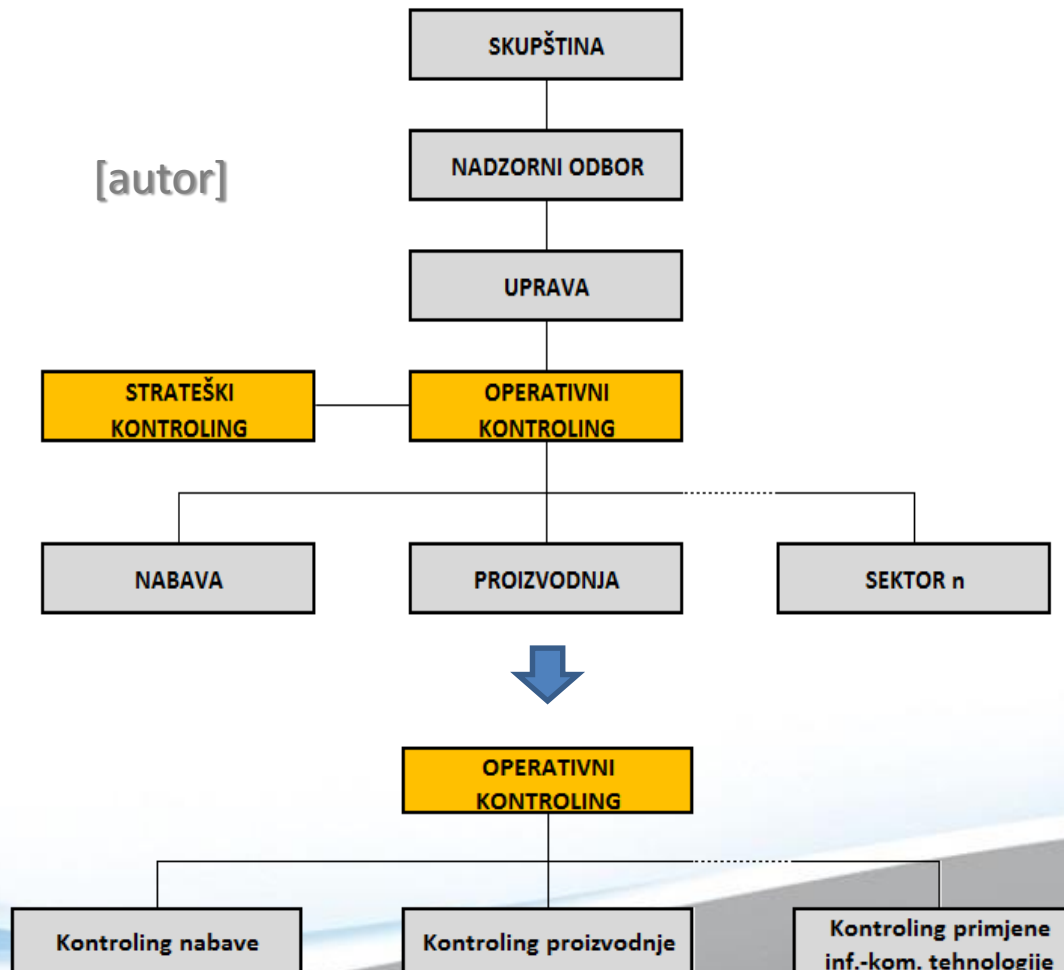 SKUPŠTINA
[autor]
NADZORNI ODBOR
UPRAVA
STRATEŠKI
KONTROLING
OPERATIVNI
KONTROLING
NABAVA
PROIZVODNJA
SEKTOR n
OPERATIVNI
KONTROLING
Kontroling nabave
Kontroling proizvodnje
Kontroling primjene
inf.-kom. tehnologije